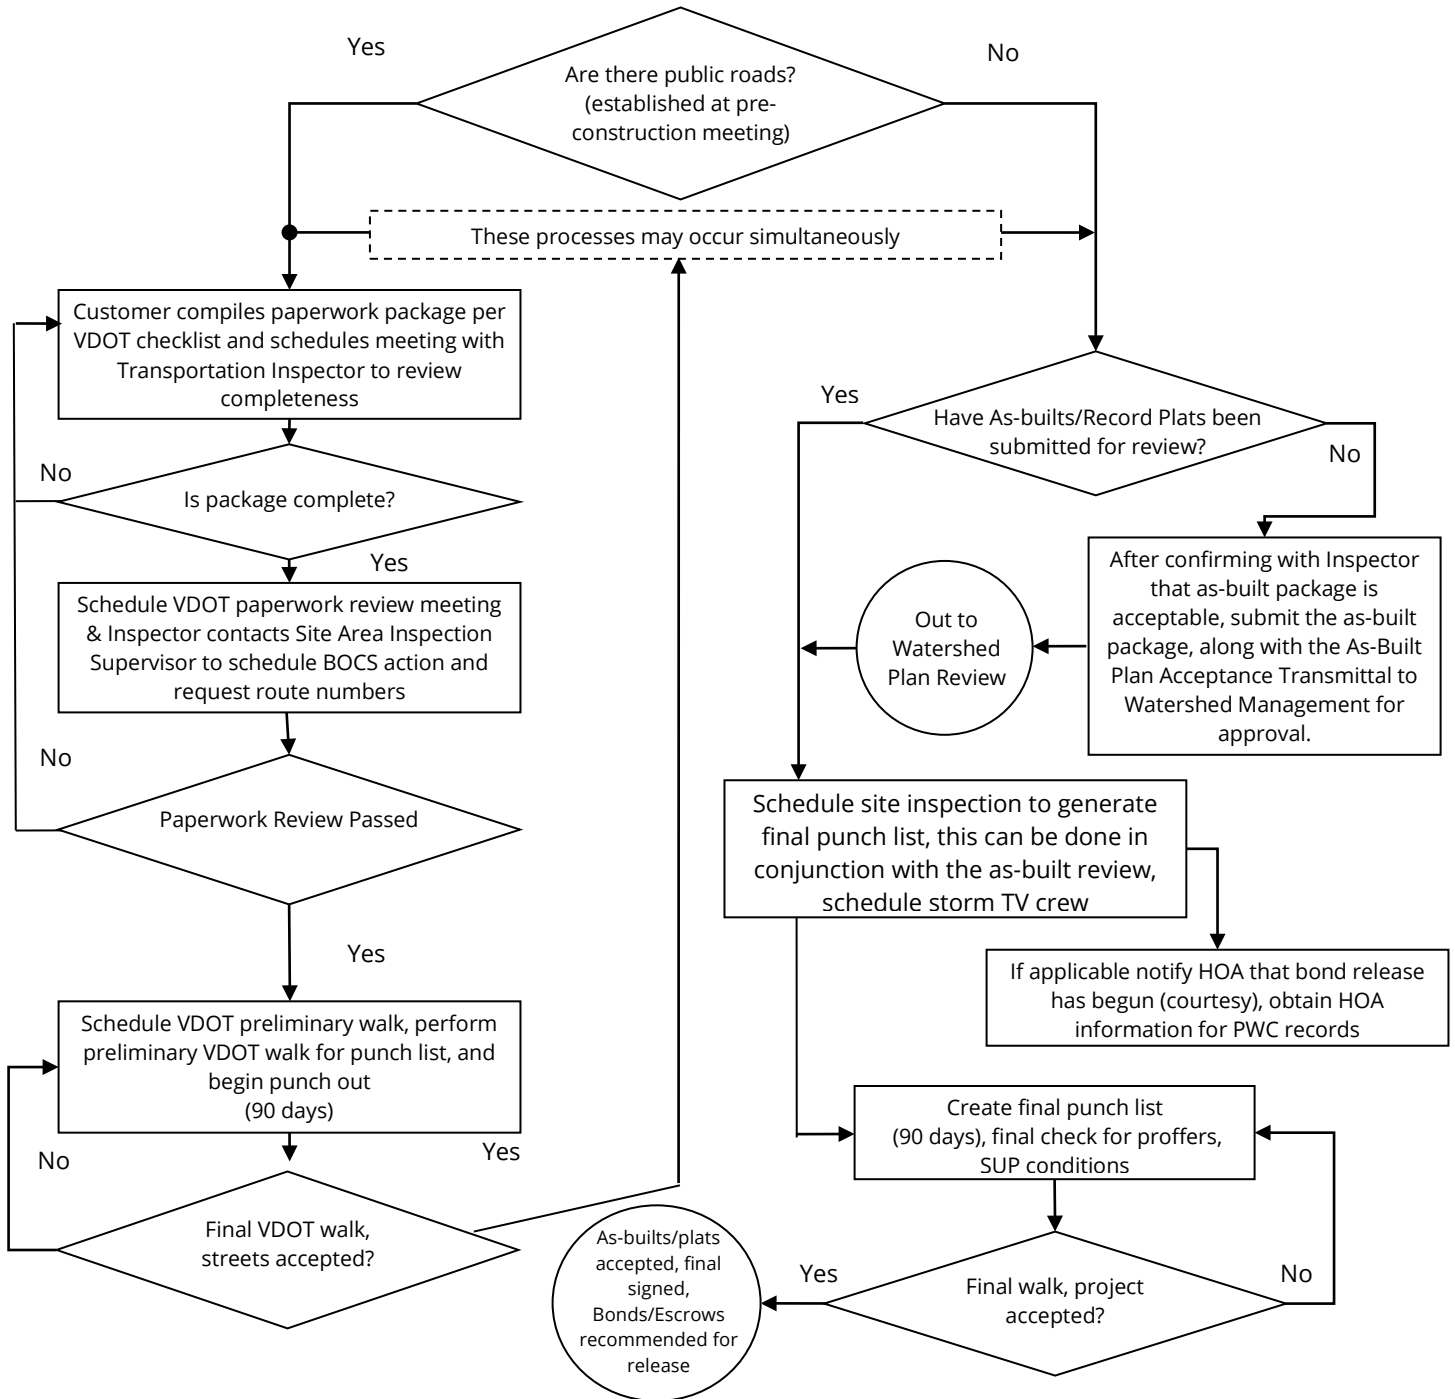 Yes
No
Are there public roads?
(established at pre-
construction meeting)
These processes may occur simultaneously
Customer compiles paperwork package per
VDOT checklist and schedules meeting with
Transportation Inspector to review
completeness
No
Is package complete?
Yes
Schedule VDOT paperwork review meeting
& Inspector contacts Site Area Inspection
Supervisor to schedule BOCS action and
request route numbers
No
Paperwork Review Passed
Yes
Schedule VDOT preliminary walk, perform
preliminary VDOT walk for punch list, and
begin punch out
(90 days)
No
Yes
Final VDOT walk,
streets accepted?
Yes
Have As-builts/Record Plats been
submitted for review?
No
After confirming with Inspector
that as-built package is
acceptable, submit the as-built
package, along with the As-Built
Plan Acceptance Transmittal to
Watershed Management for
approval.
Out to
Watershed
Plan Review
Schedule site inspection to generate
final punch list, this can be done in
conjunction with the as-built review,
schedule storm TV crew
If applicable notify HOA that bond release
has begun (courtesy), obtain HOA
information for PWC records
Create final punch list
(90 days), final check for proffers,
SUP conditions
Final walk, project
accepted?
No
Yes
As-builts/plats
accepted, final
signed,
Bonds/Escrows
recommended for
release